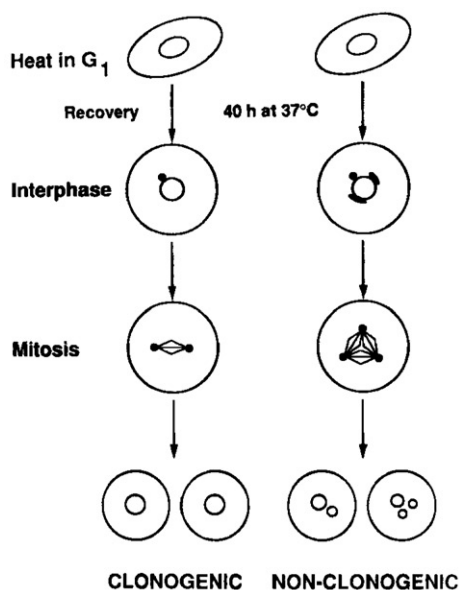 Heat in G1
Recovery 40 h at 37°C
Interphase
Mitosis
CLONOGENIC NON-CLONOGENIC